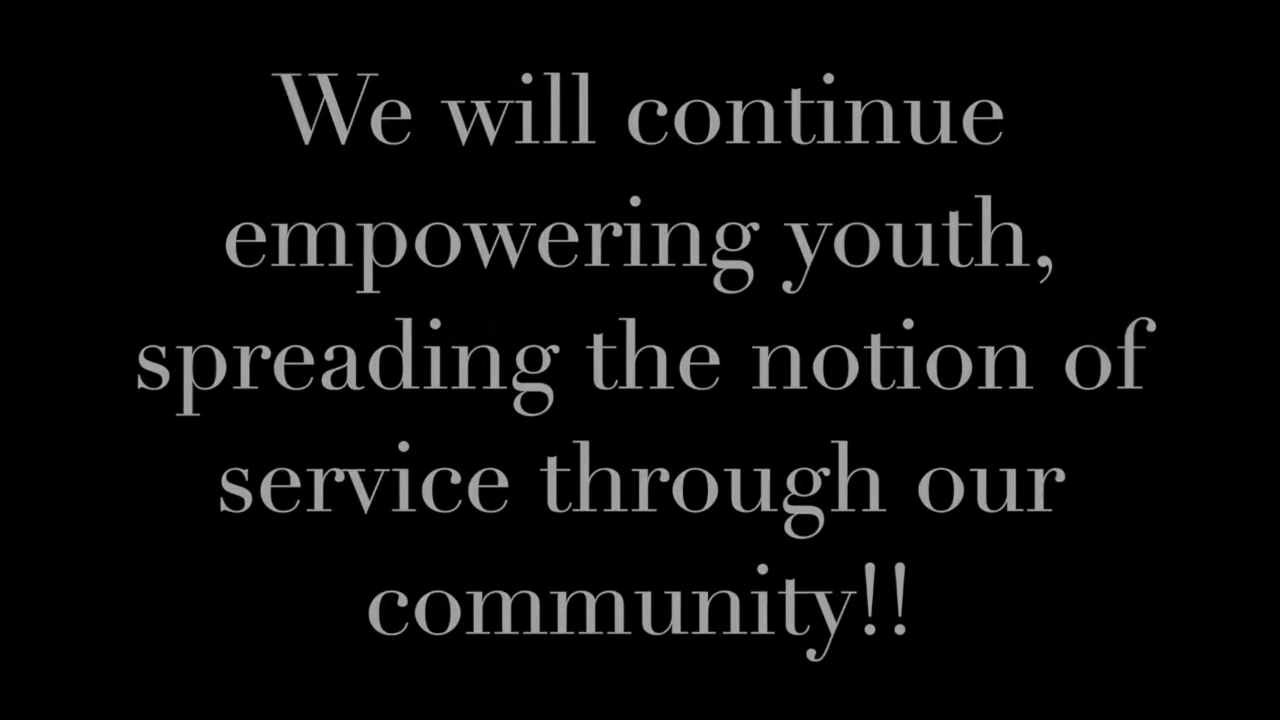 We will continue
empowering youth,
spreading the notion of
service through our
community!!